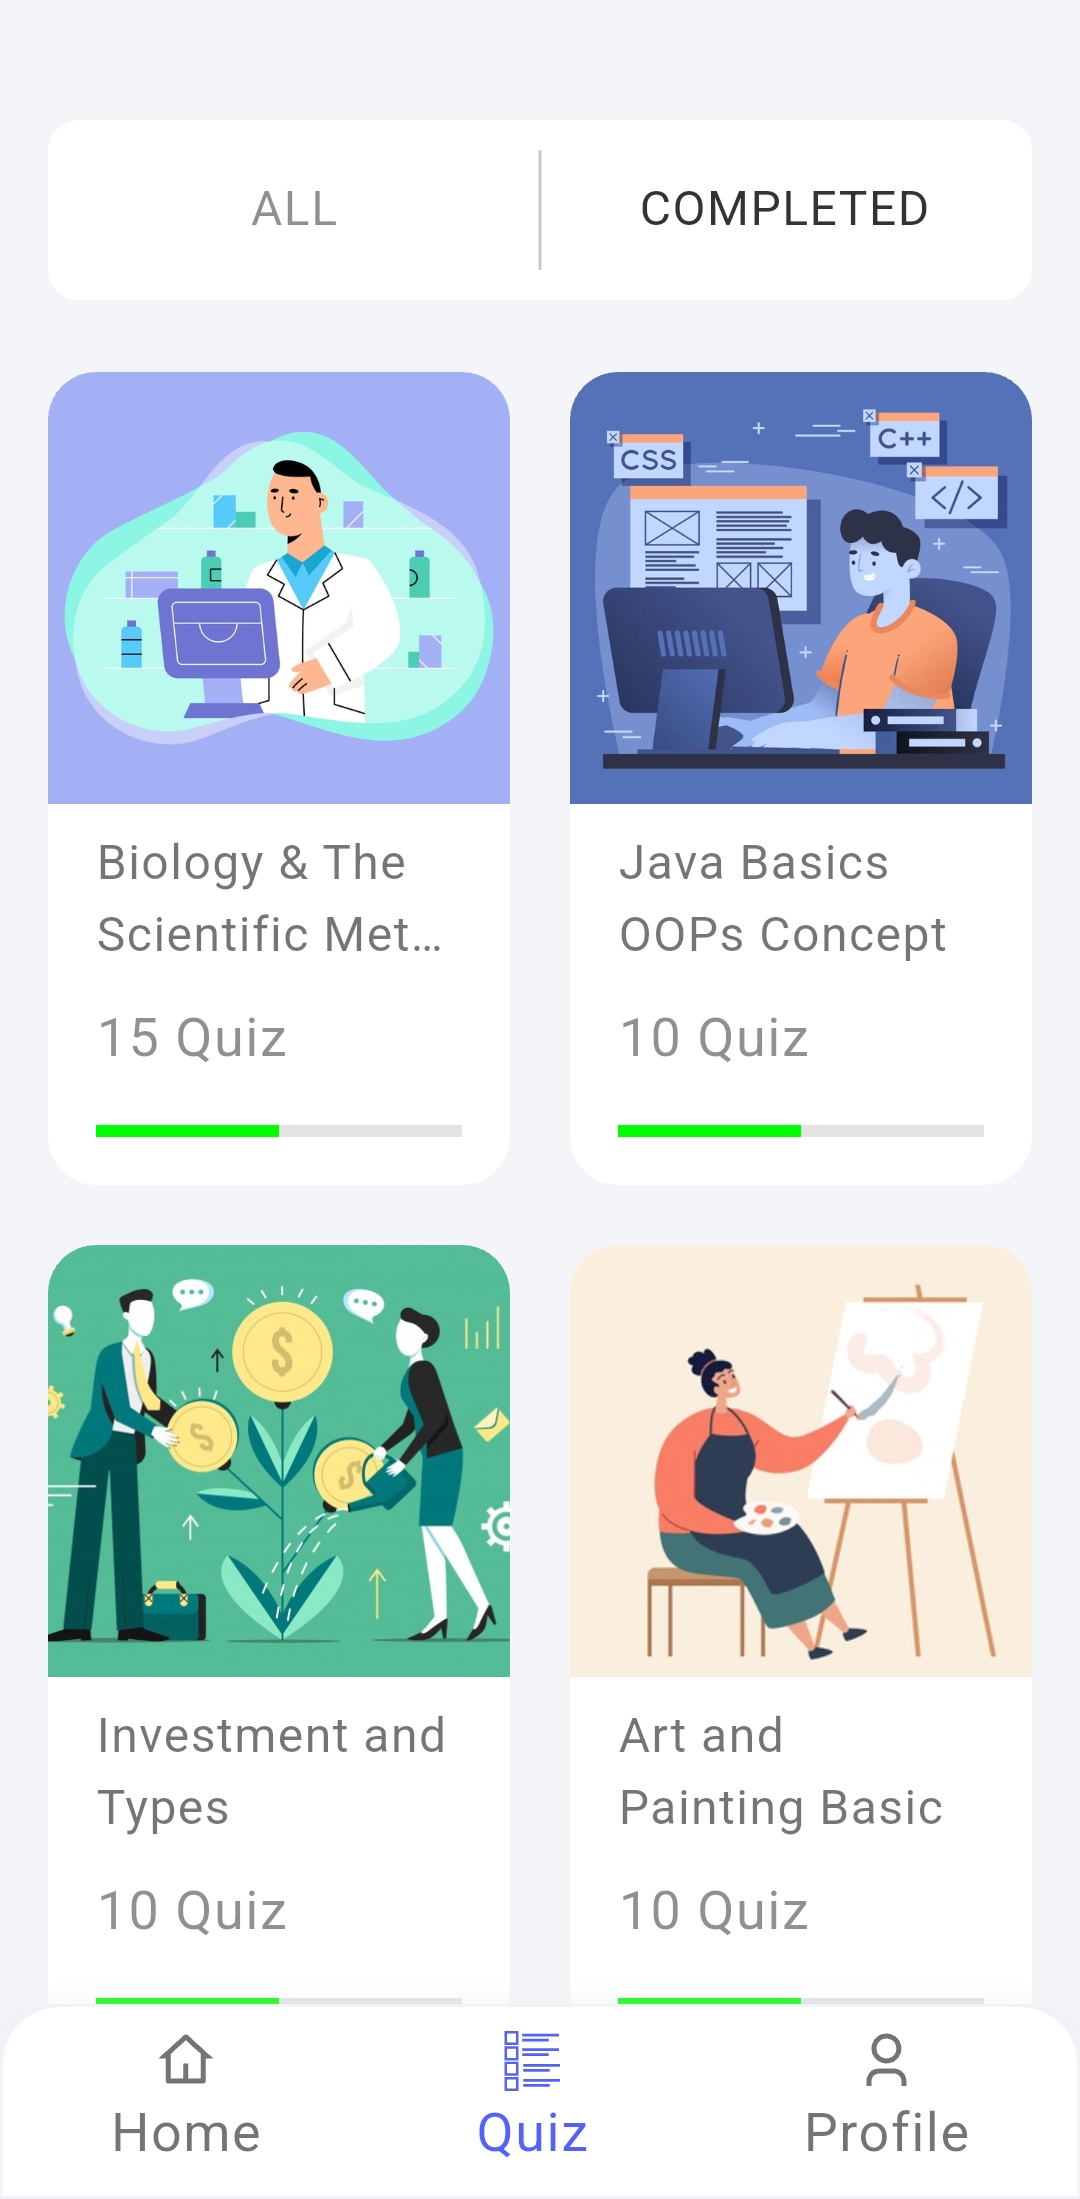 ALL
COMPLETED
CSS
C++
</>
Biology & The
Scientific Met...
15 Quiz
Java Basics
OOPs Concept
10 Quiz
$
$
$
Investment and
Types
10 Quiz
Art and
Painting Basic
10 Quiz
Home
Quiz
Profile